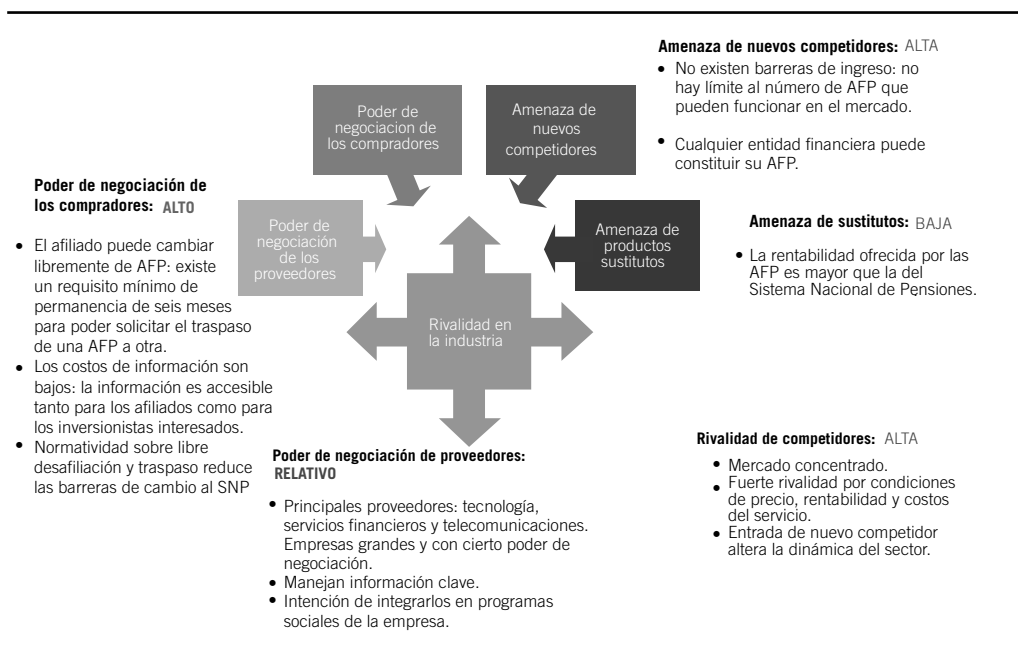 Amenaza de nuevos competidores: ALTA
• No existen barreras de ingreso: no
hay límite al número de AFP que
pueden funcionar en el mercado.
• Cualquier entidad financiera puede
constituir su AFP.
Poder de
negociacion de
los compradores
Amenaza de
nuevos
competidores
Poder de negociación de
los compradores: ALTO
• El afiliado puede cambiar
libremente de AFP: existe
un requisito mínimo de
permanencia de seis meses
para poder solicitar el traspaso
de una AFP a otra.
• Los costos de información son
bajos: la información es accesible
tanto para los afiliados como para
los inversionistas interesados.
• Normatividad sobre libre
desafiliación y traspaso reduce
las barreras de cambio al SNP
Poder de
negociación
de los
proveedores
Amenaza de
productos
sustitutos
Amenaza de sustitutos: BAJA
• La rentabilidad ofrecida por las
AFP es mayor que la del
Sistema Nacional de Pensiones.
Rivalidad en
la industria
Poder de negociación de proveedores:
RELATIVO
• Principales proveedores: tecnología,
servicios financieros y telecomunicaciones.
Empresas grandes y con cierto poder de
negociación.
• Manejan información clave.
• Intención de integrarlos en programas
sociales de la empresa.
Rivalidad de competidores: ALTA
• Mercado concentrado.
• Fuerte rivalidad por condiciones
de precio, rentabilidad y costos
del servicio.
• Entrada de nuevo competidor
altera la dinámica del sector.